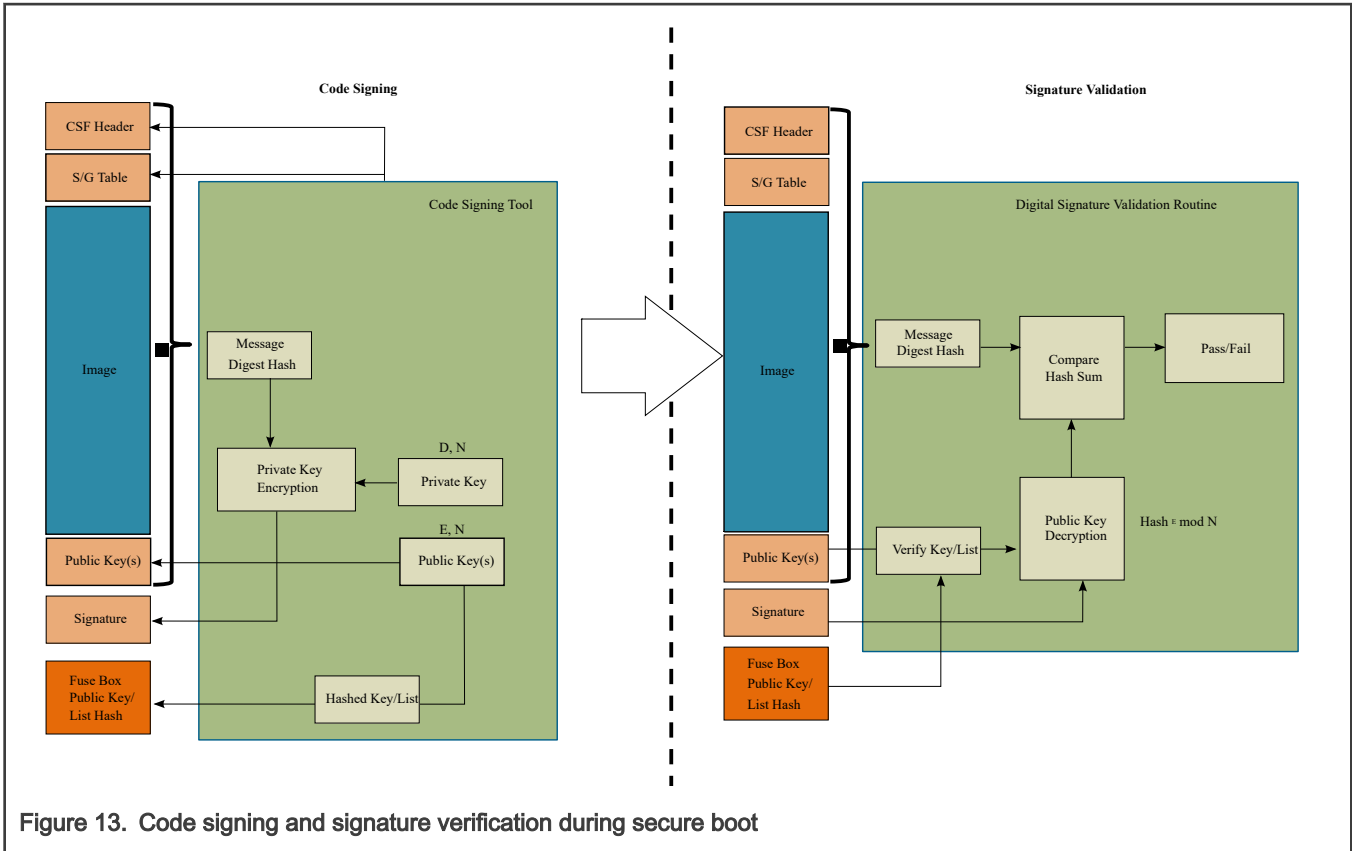 Code Signing
CSF Header
S/G Table
Code Signing Tool
Image
Message
Digest Hash
Private Key
Encryption
D, N
Private Key
E, N
Public Key(s)
Public Key(s)
Signature
Fuse Box
Public Key/
List Hash
Hashed Key/List
Signature Validation
CSF Header
S/G Table
Digital Signature Validation Routine
Image
Message
Digest Hash
Compare
Hash Sum
Pass/Fail
Public Key
Decryption
Hash E mod N
Verify Key/List
Public Key(s)
Signature
Fuse Box
Public Key/
List Hash
Figure 13. Code signing and signature verification during secure boot